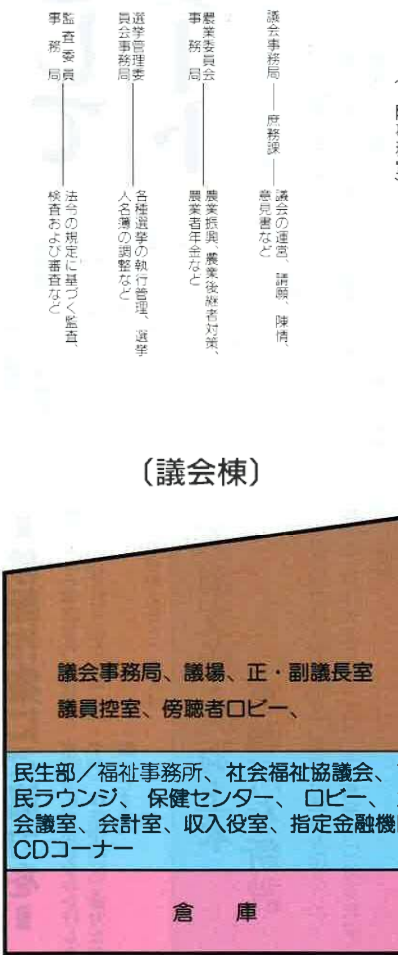 議会事務局
庶務課
議会の運営、請願、陳情、
意見書など
農業委員会
事務局
農業振興、農業後継者対策、
農業者年金など
選挙管理委
員会事務局
各種選挙の執行管理、選挙
人名簿の調整など
監査委員
事務局
法令の規定に基づく監査、
検査および審査など
〔議会棟〕
議会事務局、議場、正・副議長室
議員控室、傍聴者ロビー、
民生部／福祉事務所、社会福祉協議会、
民ラウンジ、保健センター、ロビー、
会議室、会計室、収入役室、指定金融機
CDコーナー
倉庫